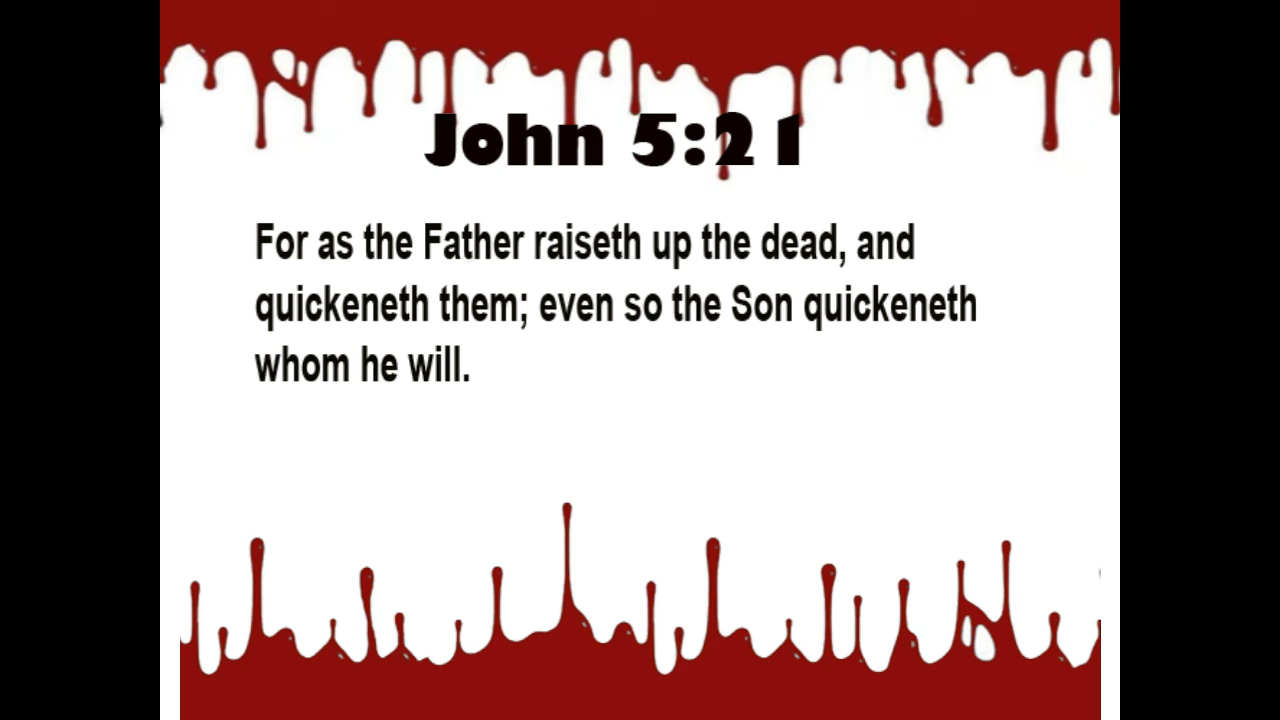 John 5:21
For as the Father raiseth up the dead, and
quickeneth them; even so the Son quickeneth
whom he will.